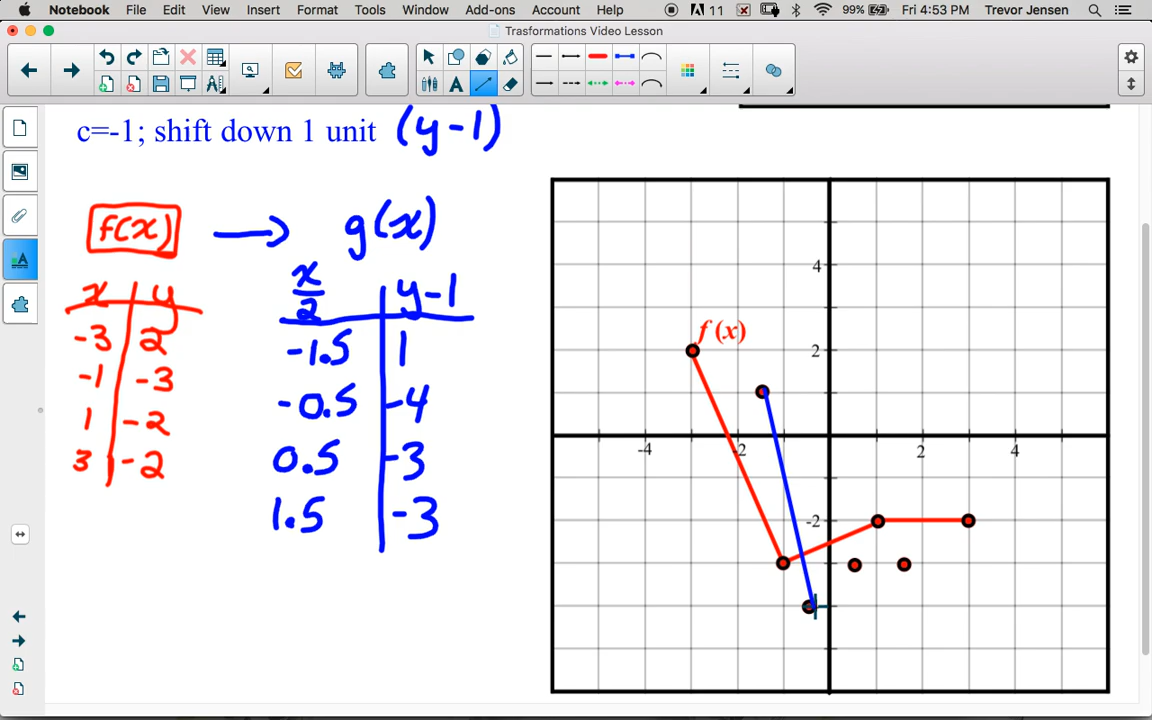 Notebook File Edit View Insert Format Tools Window Add-ons Account Help 11 99% Fri 4:53 PM Trevor Jensen
Trasformations Video Lesson
c=-1; shift down 1 unit (y-1)
f(x) → g(x)
x y
-3 2
-1 -3
1 -2
3 -2
x/2 y-1
-1.5 1
-0.5 -4
0.5 -3
1.5 -3
4
f(x)
2
-4 -2 2 4
-2